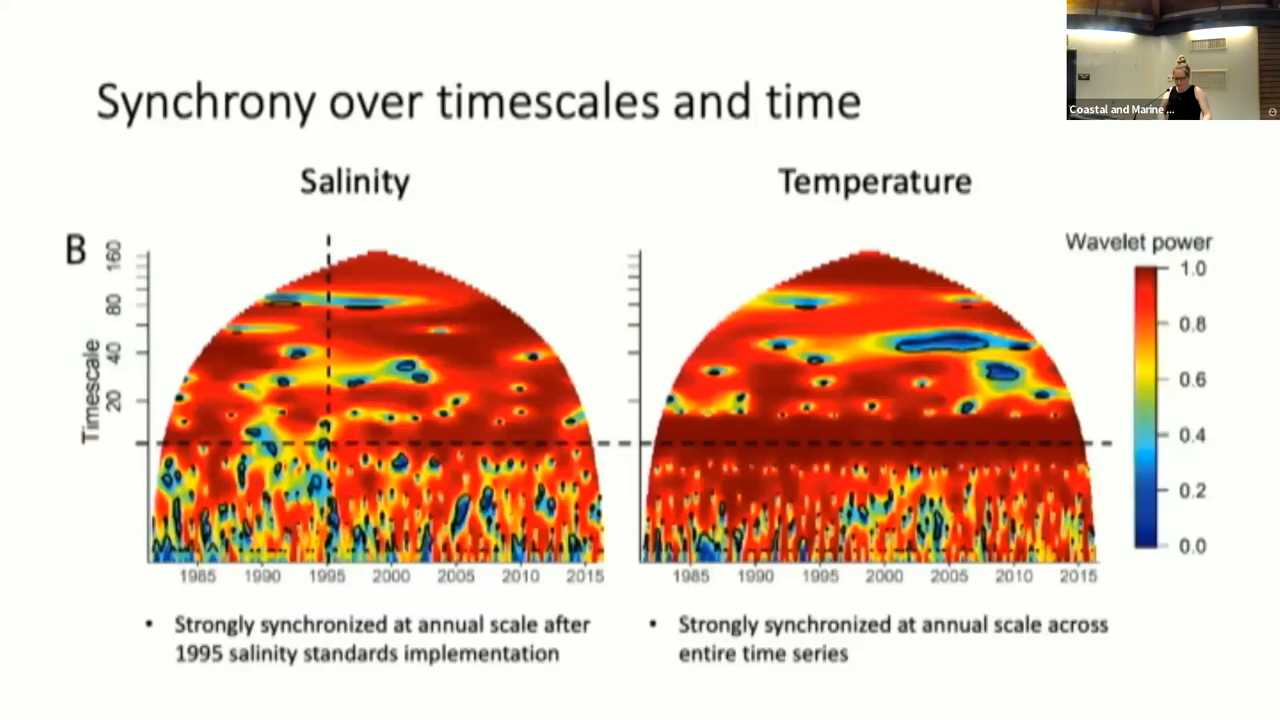 Synchrony over timescales and time
Coastal and Marine ...
Salinity
Temperature
B
Wavelet power
Timescale
160
80
40
20
1.0
0.8
0.6
0.4
0.2
0.0
1985 1990 1995 2000 2005 2010 2015
1985 1990 1995 2000 2005 2010 2015
• Strongly synchronized at annual scale after
1995 salinity standards implementation
• Strongly synchronized at annual scale across
entire time series